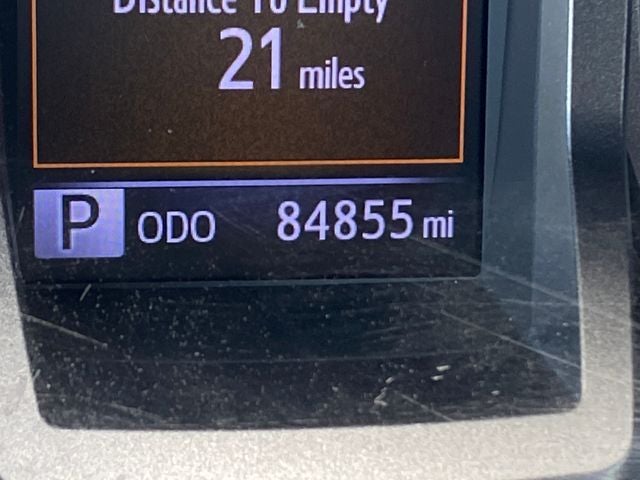 Distance To Empty
21 miles
P ODO 84855 mi